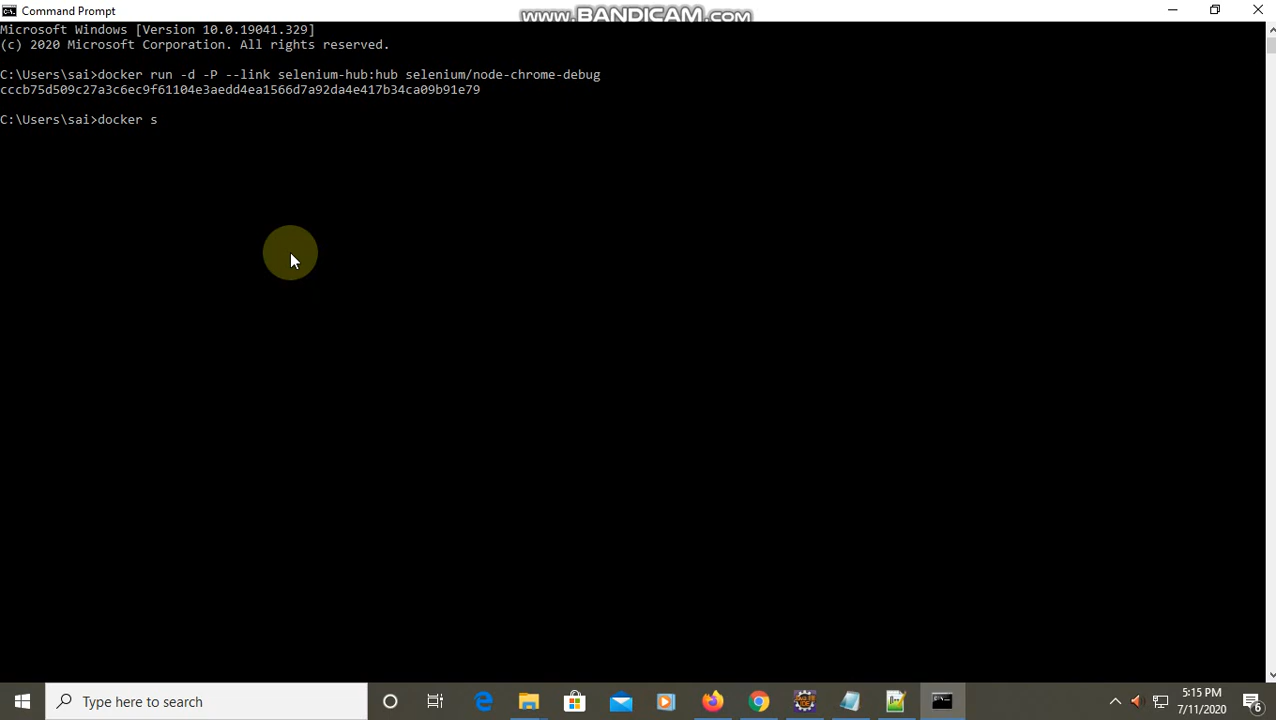 Command Prompt
www.BANDICAM.com
Microsoft Windows [Version 10.0.19041.329]
(c) 2020 Microsoft Corporation. All rights reserved.
C:\Users\sai>docker run -d -P --link selenium-hub:hub selenium/node-chrome-debug
cccb75d509c27a3c6ec9f61104e3aedd4ea1566d7a92da4e417b34ca09b91e79
C:\Users\sai>docker s
Type here to search
5:15 PM
7/11/2020
6